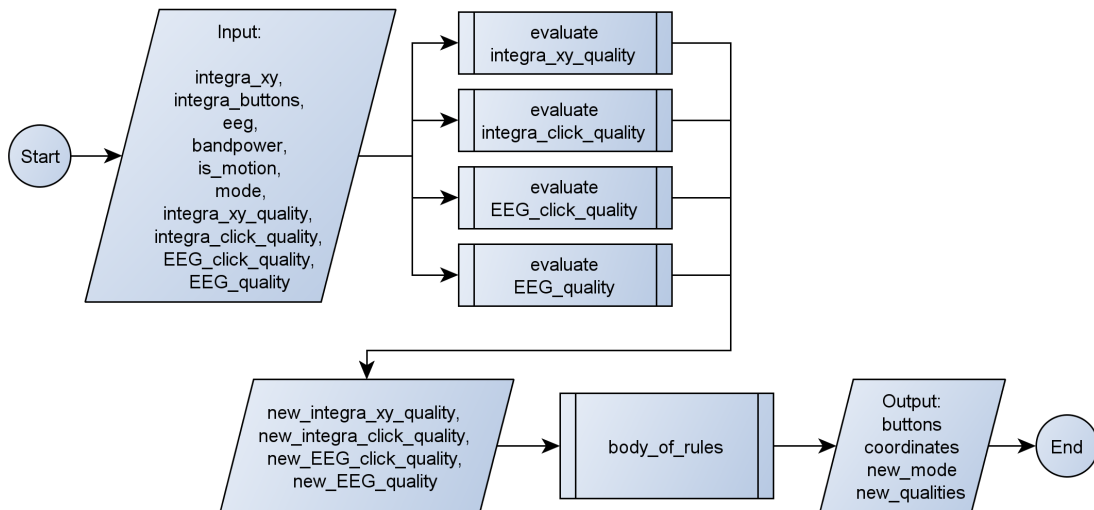 Start
Input:
integra_xy,
integra_buttons,
eeg,
bandpower,
is_motion,
mode,
integra_xy_quality,
integra_click_quality,
EEG_click_quality,
EEG_quality
evaluate
integra_xy_quality
evaluate
integra_click_quality
evaluate
EEG_click_quality
evaluate
EEG_quality
new_integra_xy_quality,
new_integra_click_quality,
new_EEG_click_quality,
new_EEG_quality
body_of_rules
Output:
buttons
coordinates
new_mode
new_qualities
End